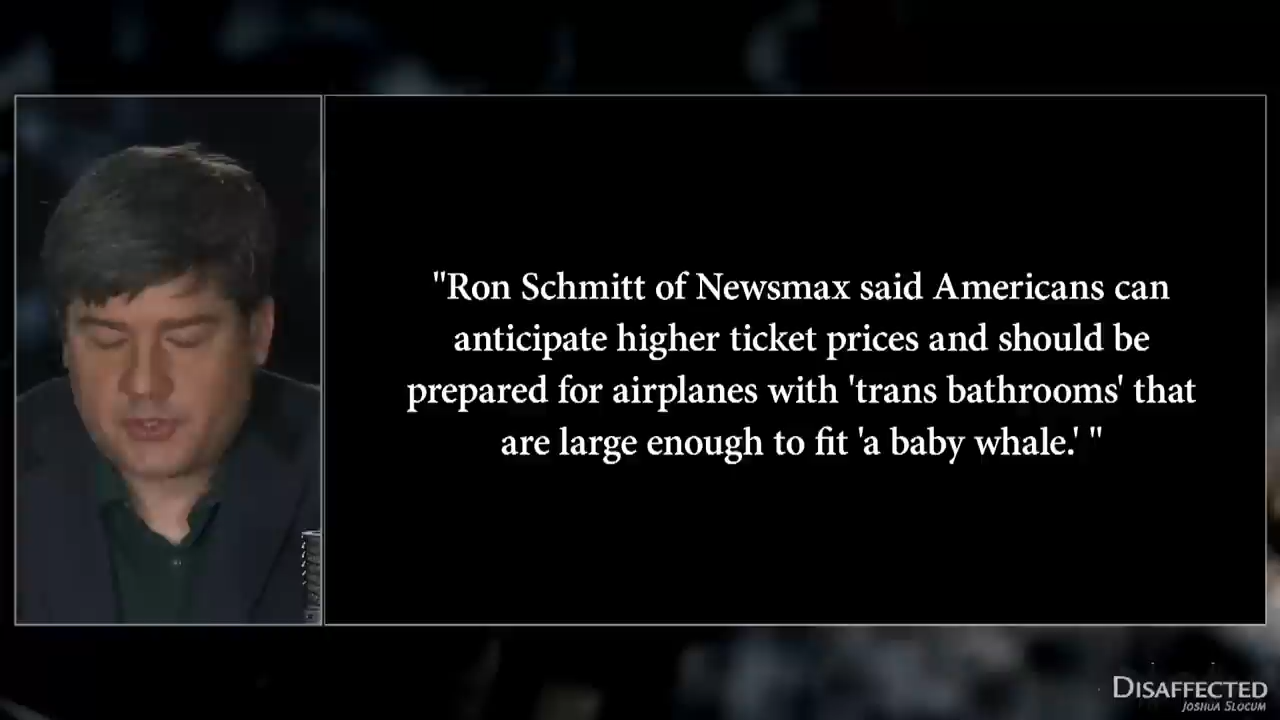 "Ron Schmitt of Newsmax said Americans can
anticipate higher ticket prices and should be
prepared for airplanes with 'trans bathrooms' that
are large enough to fit 'a baby whale.' "
DISAFFECTED
JOSHUA SLOCUM